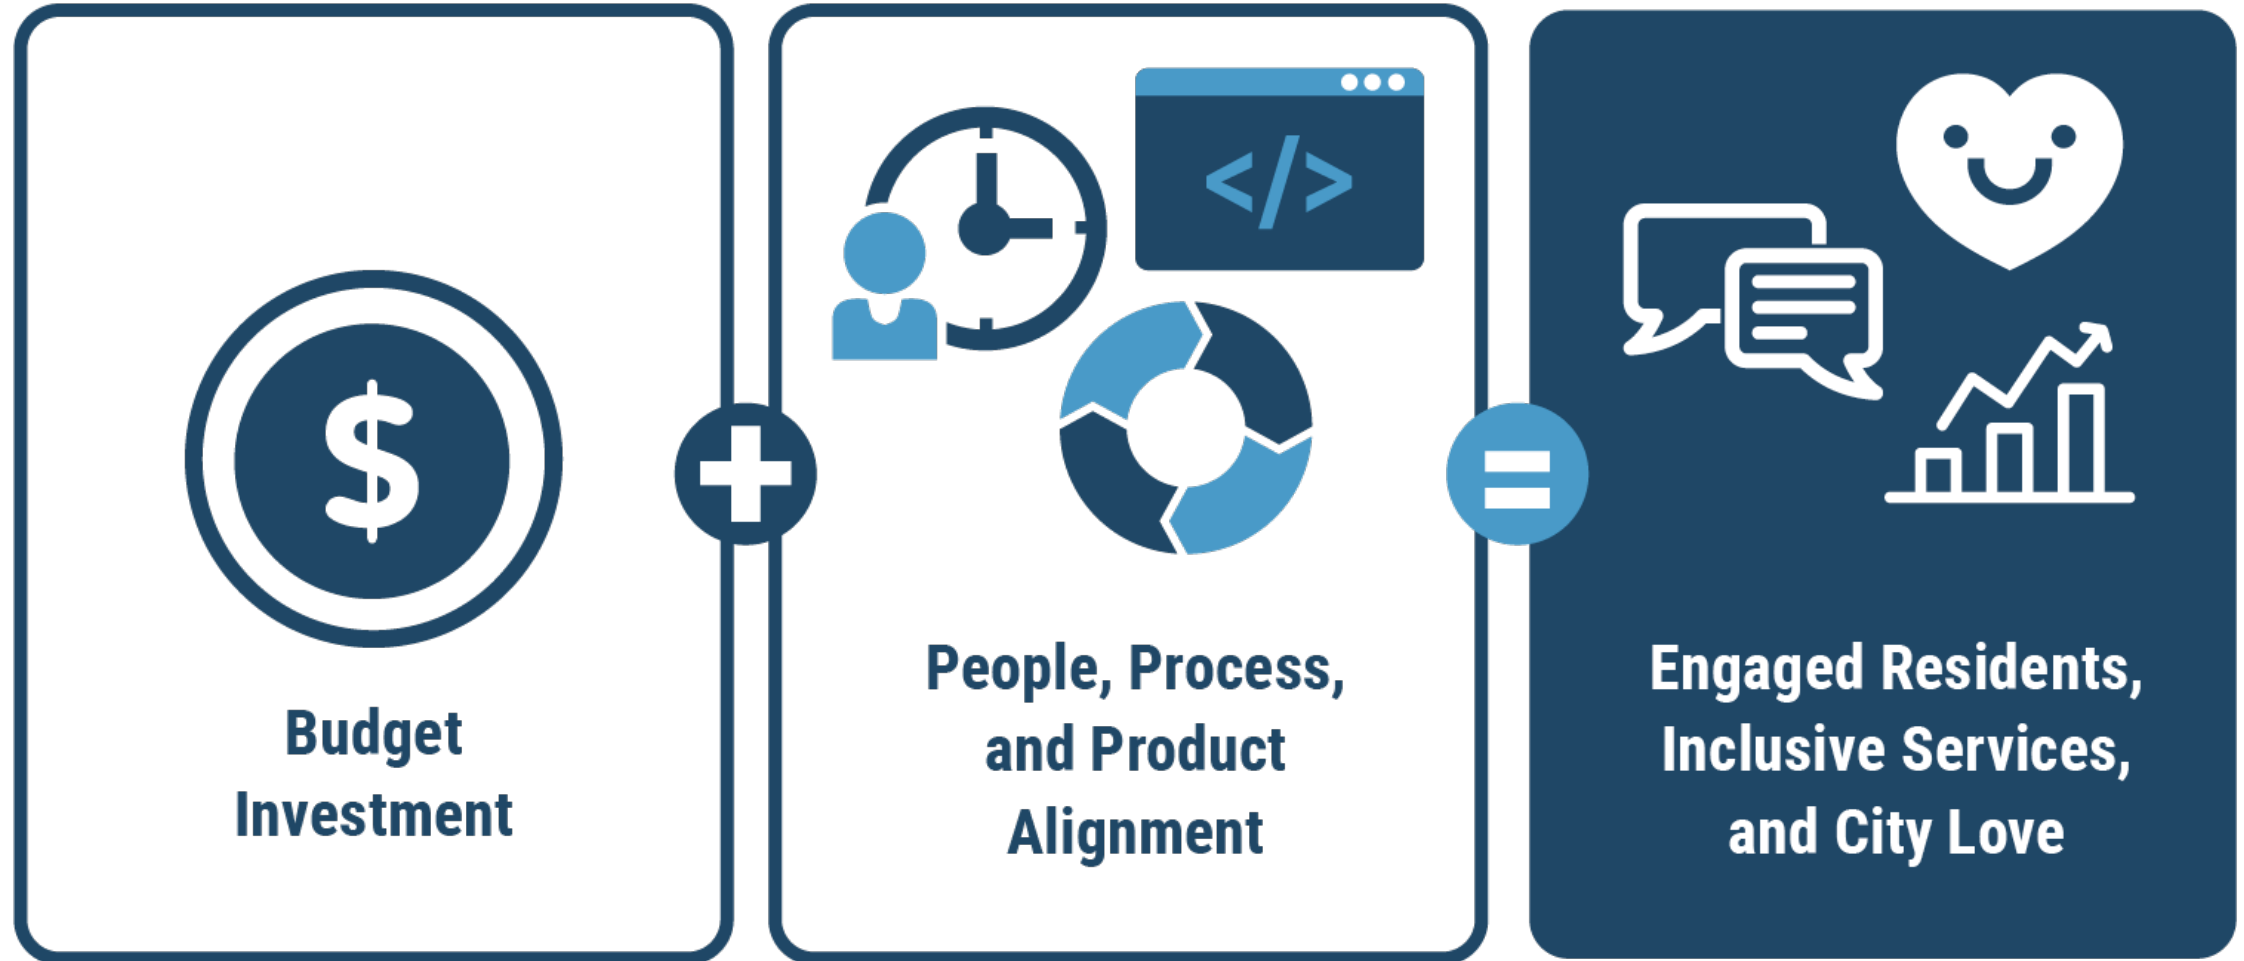 $
</>
Budget
Investment
+
People, Process,
and Product
Alignment
=
Engaged Residents,
Inclusive Services,
and City Love